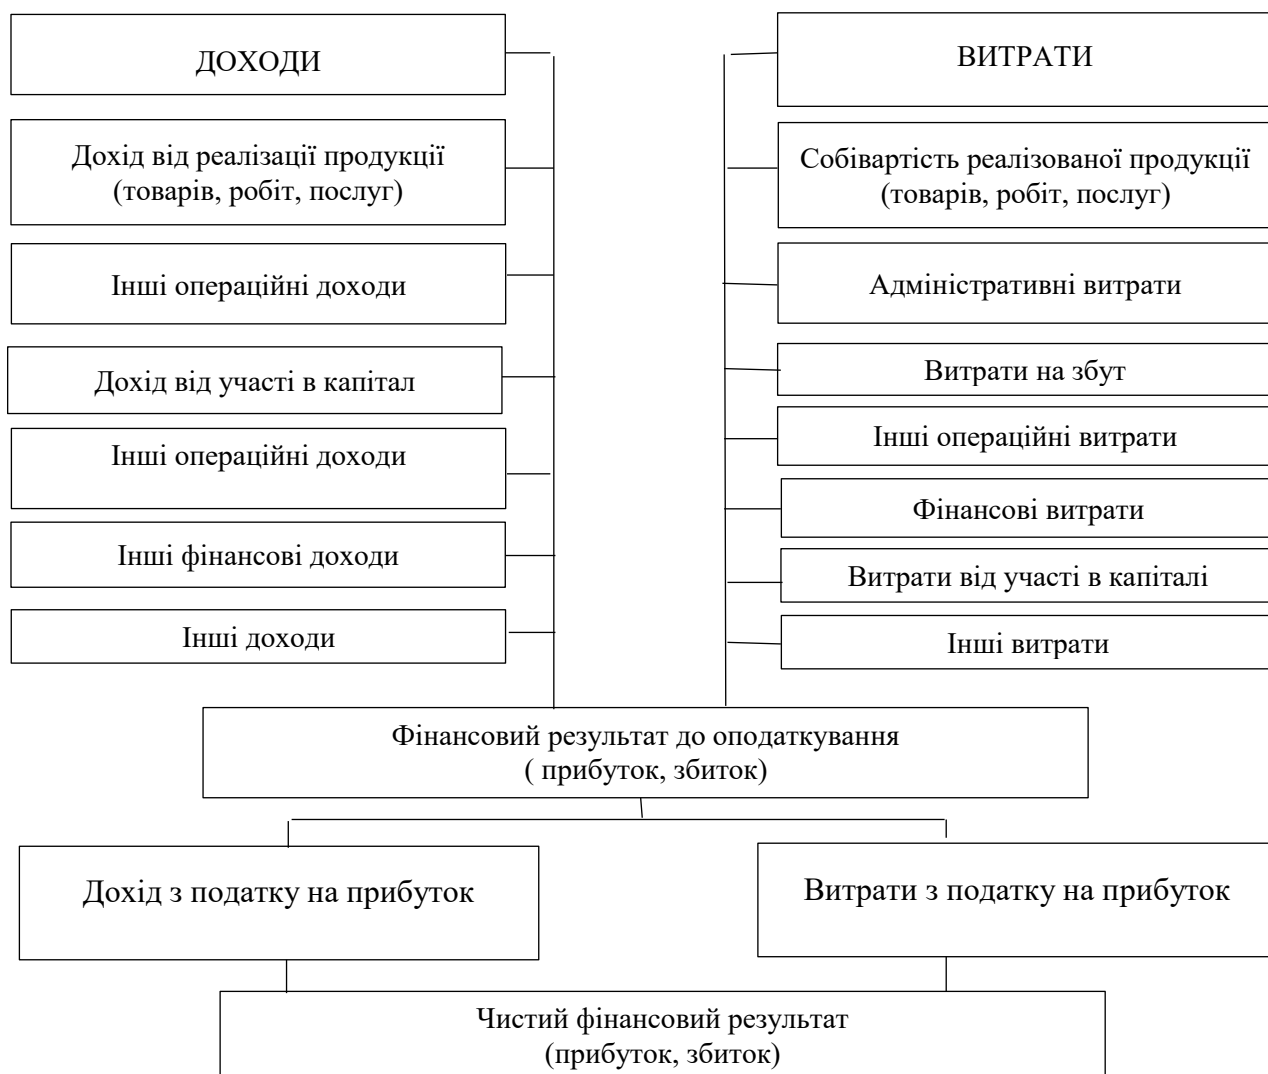 ДОХОДИ
Дохід від реалізації продукції
(товарів, робіт, послуг)
Інші операційні доходи
Дохід від участі в капітал
Інші операційні доходи
Інші фінансові доходи
Інші доходи
ВИТРАТИ
Собівартість реалізованої продукції
(товарів, робіт, послуг)
Адміністративні витрати
Витрати на збут
Інші операційні витрати
Фінансові витрати
Витрати від участі в капіталі
Інші витрати
Фінансовий результат до оподаткування
( прибуток, збиток)
Дохід з податку на прибуток
Витрати з податку на прибуток
Чистий фінансовий результат
(прибуток, збиток)